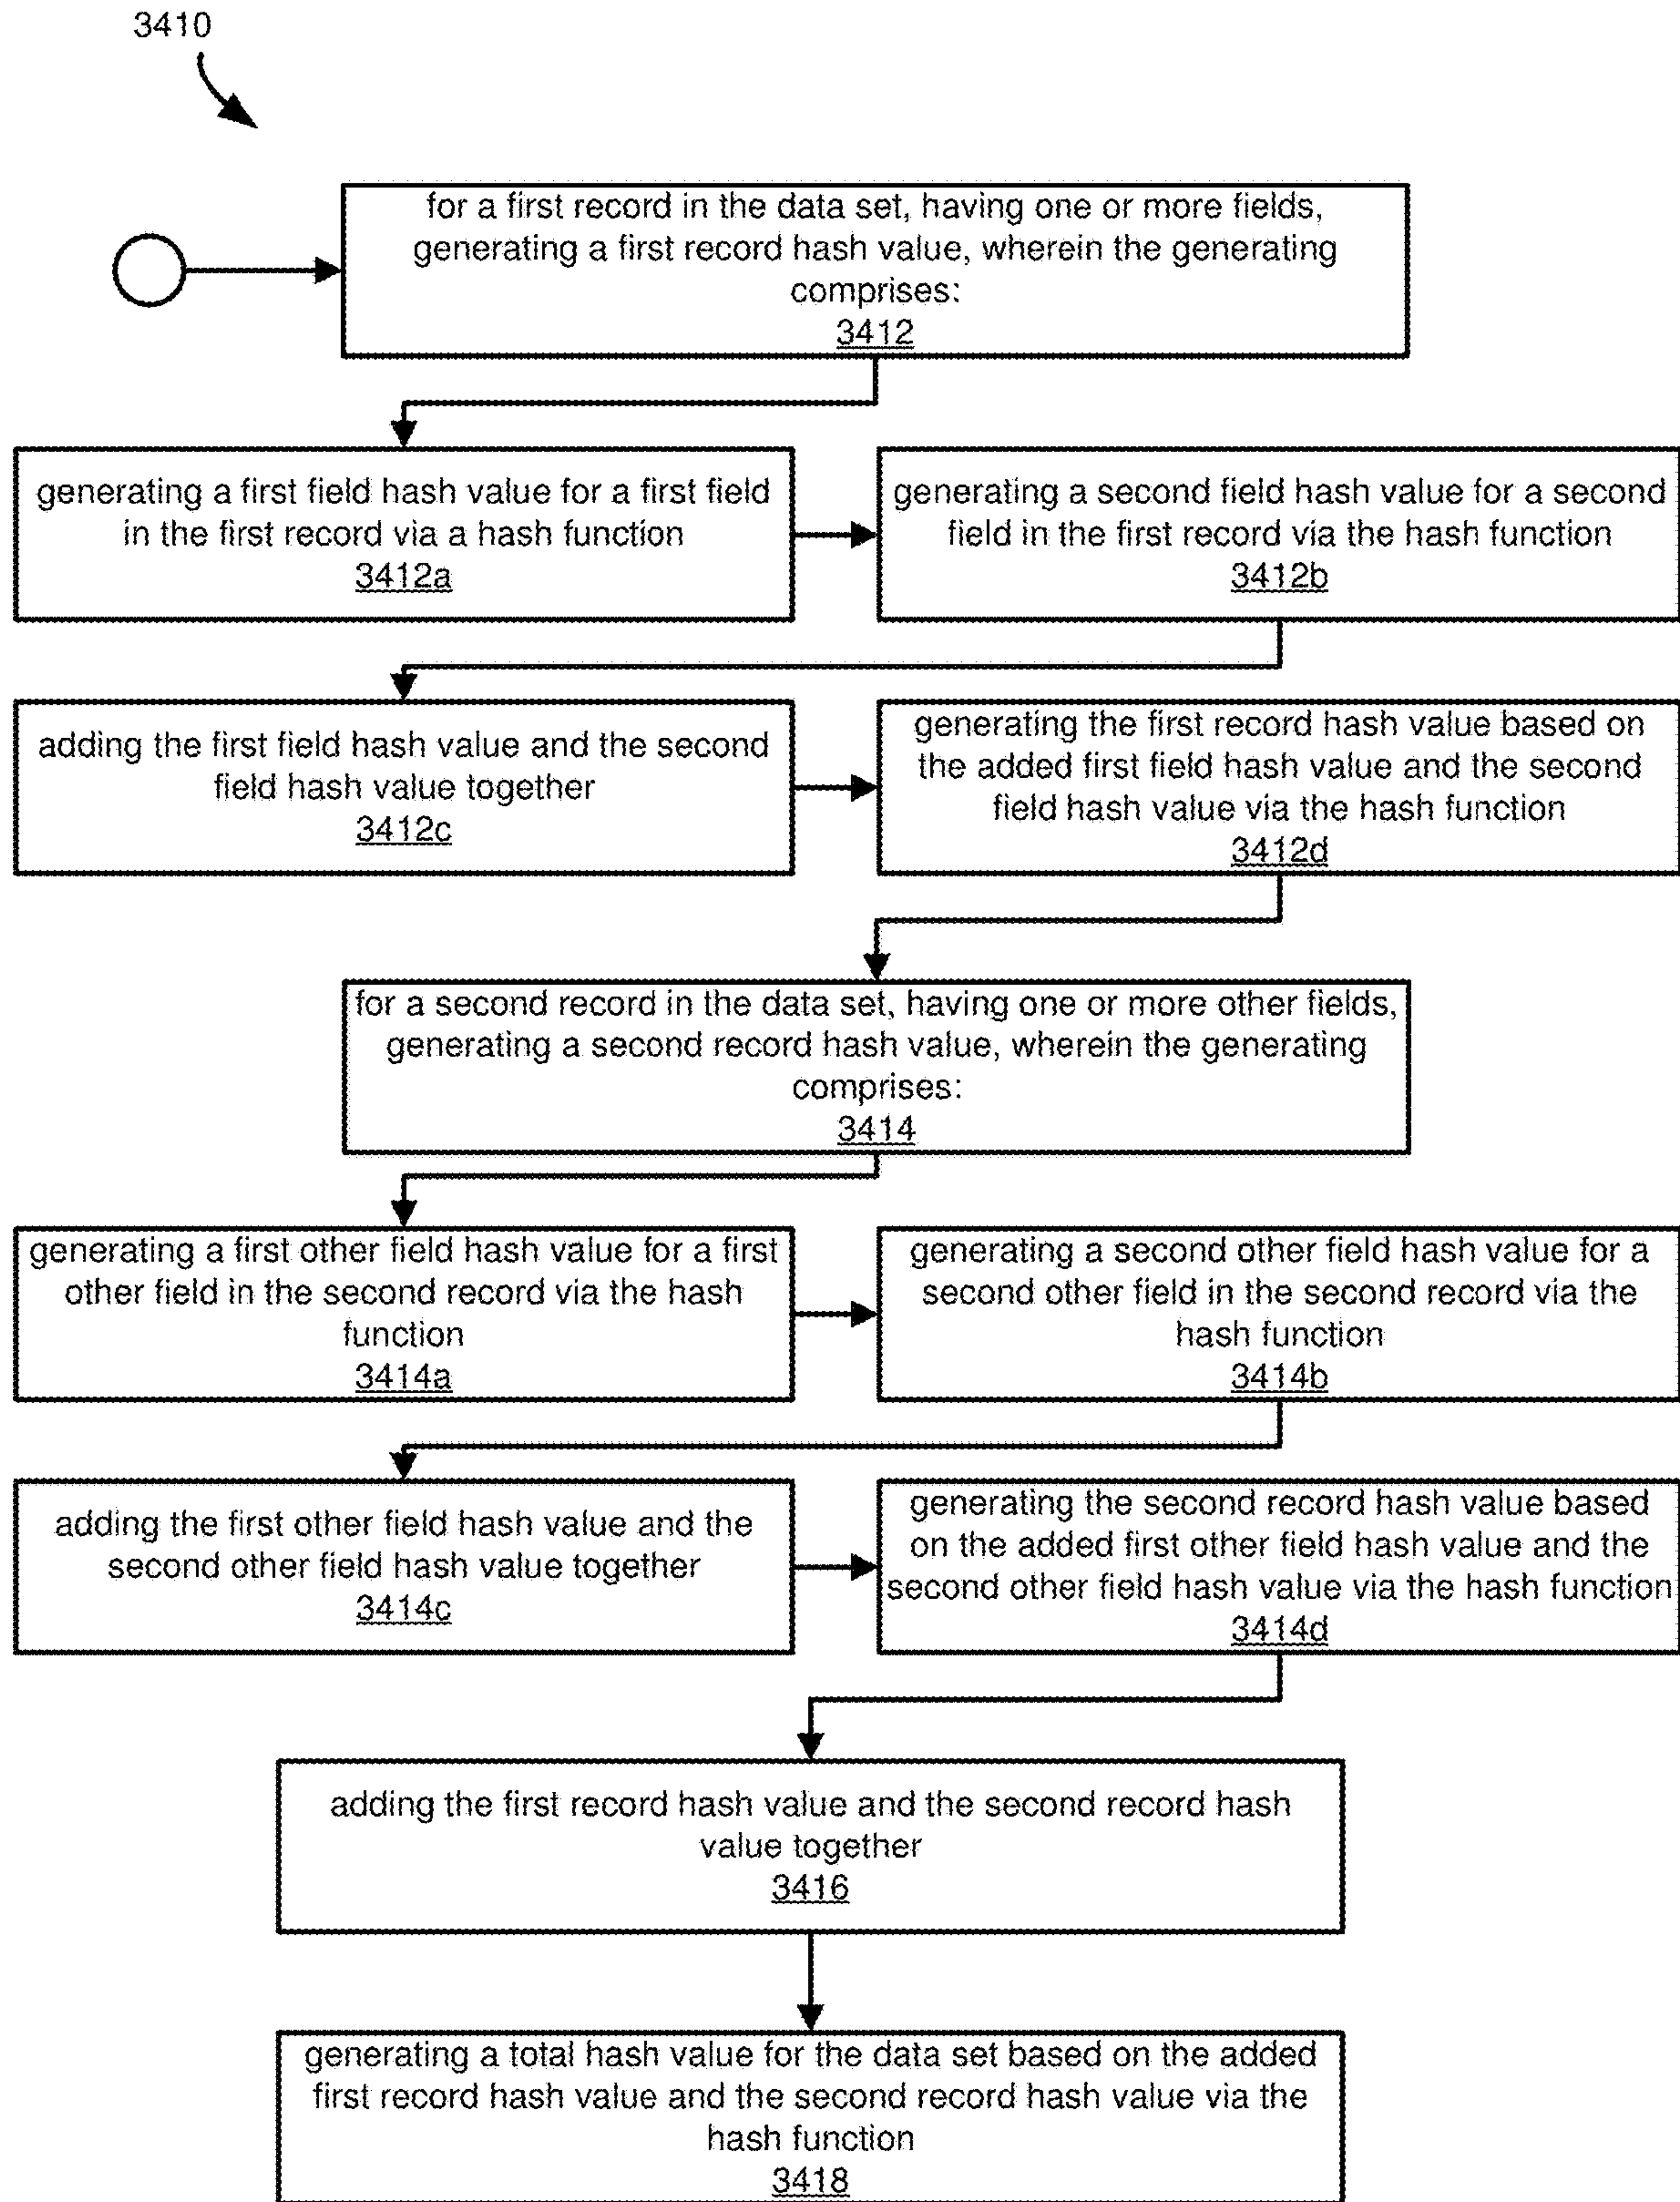 3410
for a first record in the data set, having one or more fields,
generating a first record hash value, wherein the generating
comprises:
3412
generating a first field hash value for a first field
in the first record via a hash function
3412a
generating a second field hash value for a second
field in the first record via the hash function
3412b
adding the first field hash value and the second
field hash value together
3412c
generating the first record hash value based on
the added first field hash value and the second
field hash value via the hash function
3412d
for a second record in the data set, having one or more other fields,
generating a second record hash value, wherein the generating
comprises:
3414
generating a first other field hash value for a first
other field in the second record via the hash
function
3414a
generating a second other field hash value for a
second other field in the second record via the
hash function
3414b
adding the first other field hash value and the
second other field hash value together
3414c
generating the second record hash value based
on the added first other field hash value and the
second other field hash value via the hash function
3414d
adding the first record hash value and the second record hash
value together
3416
generating a total hash value for the data set based on the added
first record hash value and the second record hash value via the
hash function
3418